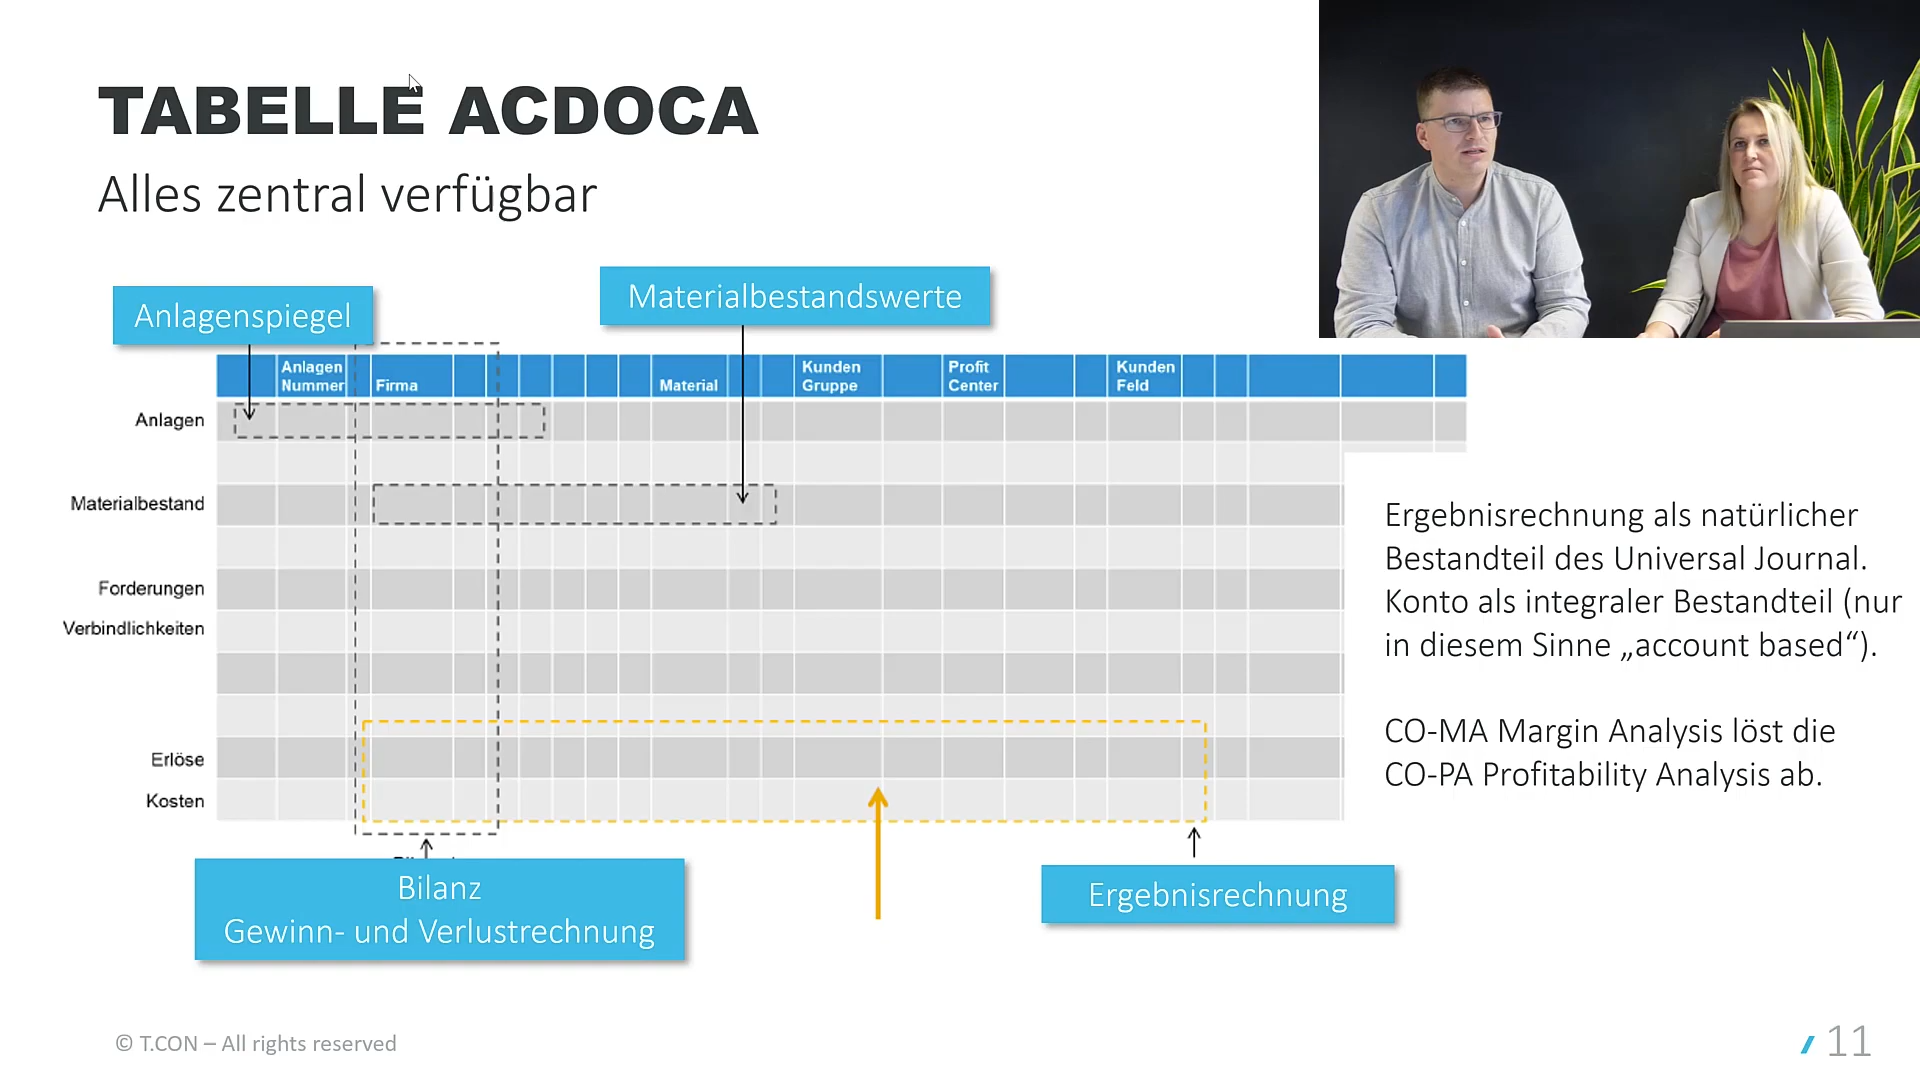 TABELLE ACDOCA
Alles zentral verfügbar
Anlagenspiegel
Materialbestandswerte
Anlagen Nummer
Firma
Material
Kunden Gruppe
Profit Center
Kunden Feld
Anlagen
Materialbestand
Forderungen
Verbindlichkeiten
Erlöse
Kosten
Ergebnisrechnung als natürlicher
Bestandteil des Universal Journal.
Konto als integraler Bestandteil (nur
in diesem Sinne „account based“).
CO-MA Margin Analysis löst die
CO-PA Profitability Analysis ab.
Bilanz
Gewinn- und Verlustrechnung
Ergebnisrechnung
© T.CON – All rights reserved
11